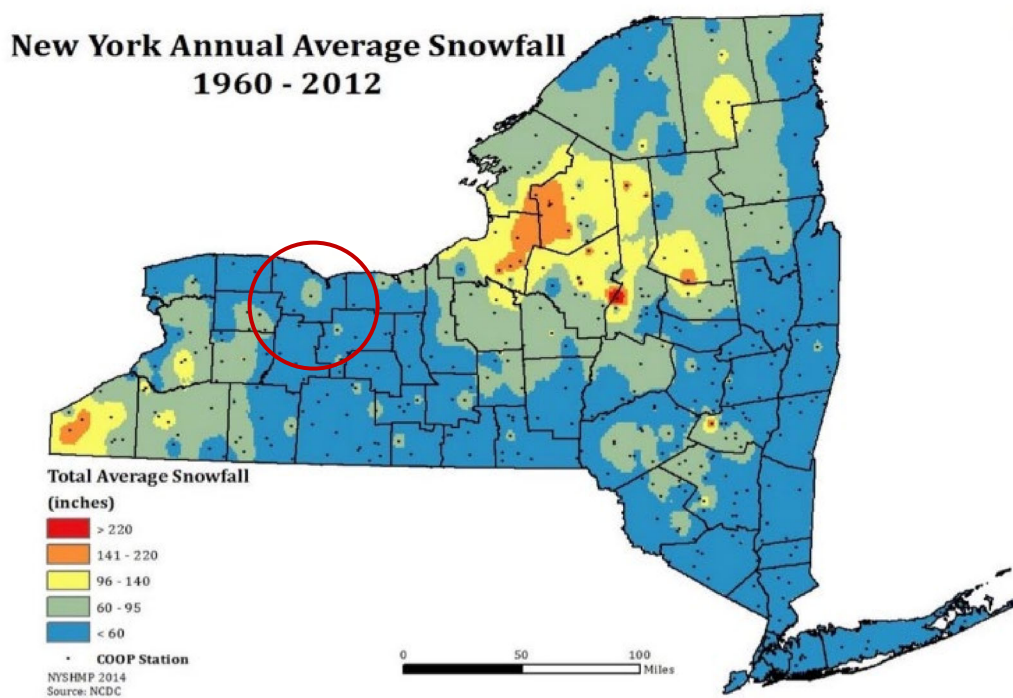 New York Annual Average Snowfall
1960 - 2012
Total Average Snowfall
(inches)
> 220
141 - 220
96 - 140
60 - 95
< 60
COOP Station
NYSHMP 2014
Source: NCDC
0 50 100
Miles